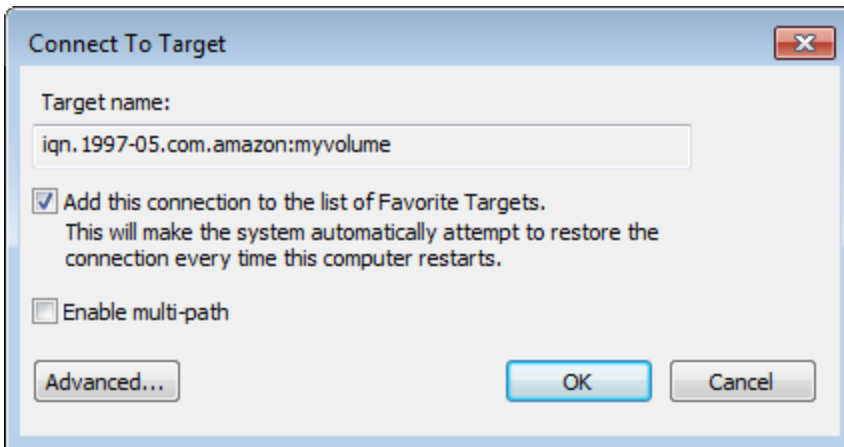 Connect To Target
Target name:
iqn.1997-05.com.amazon:myvolume
Add this connection to the list of Favorite Targets.
This will make the system automatically attempt to restore the
connection every time this computer restarts.
Enable multi-path
Advanced...
OK
Cancel